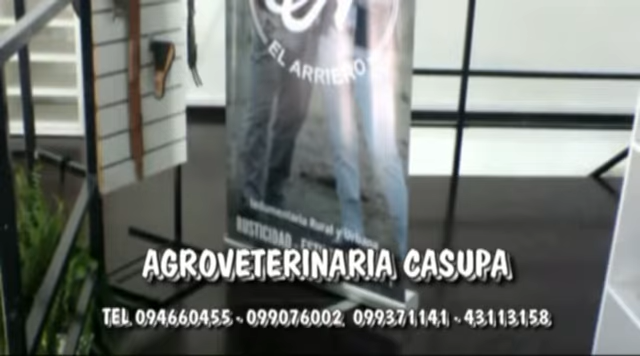 EL ARRIERO
Indumentaria Rural y Urbana
RUSTICIDAD -
AGROVETERINARIA CASUPA
TEL 094660455 - 099076002 099371141 - 43113158